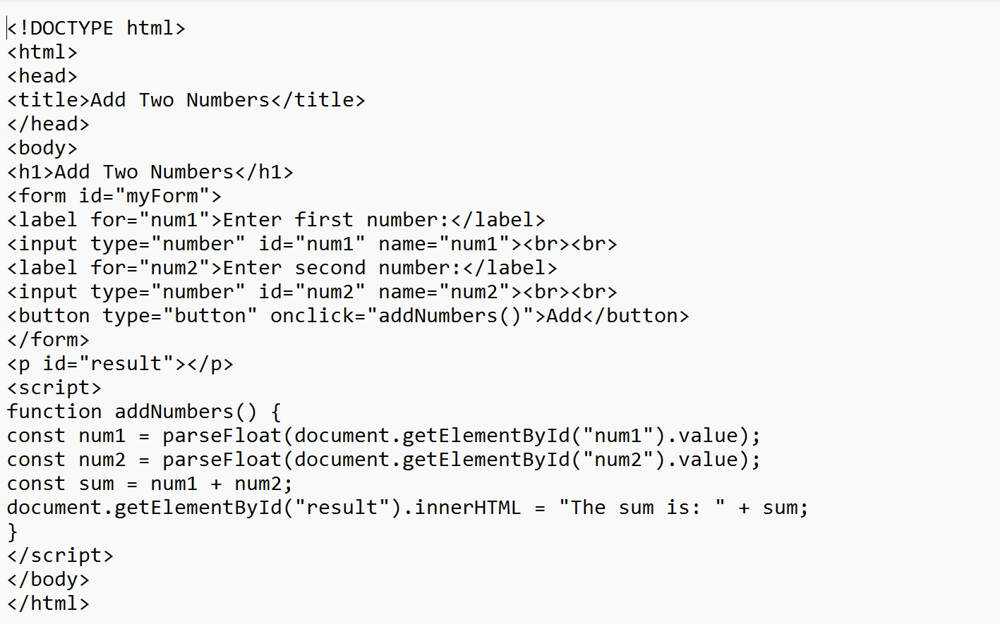 <!DOCTYPE html>
<html>
<head>
<title>Add Two Numbers</title>
</head>
<body>
<h1>Add Two Numbers</h1>
<form id="myForm">
<label for="num1">Enter first number:</label>
<input type="number" id="num1" name="num1"><br><br>
<label for="num2">Enter second number:</label>
<input type="number" id="num2" name="num2"><br><br>
<button type="button" onclick="addNumbers()">Add</button>
</form>
<p id="result"></p>
<script>
function addNumbers() {
const num1 = parseFloat(document.getElementById("num1").value);
const num2 = parseFloat(document.getElementById("num2").value);
const sum = num1 + num2;
document.getElementById("result").innerHTML = "The sum is: " + sum;
}
</script>
</body>
</html>